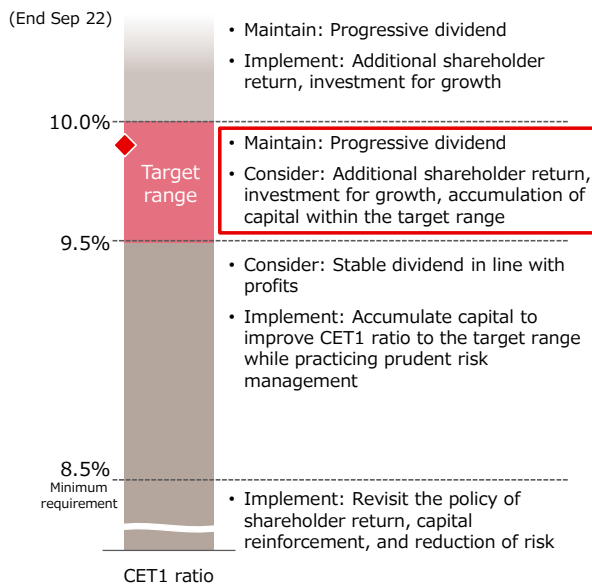 (End Sep 22)
• Maintain: Progressive dividend
• Implement: Additional shareholder
return, investment for growth
10.0%
• Maintain: Progressive dividend
• Consider: Additional shareholder return,
investment for growth, accumulation of
capital within the target range
Target
range
9.5%
• Consider: Stable dividend in line with
profits
• Implement: Accumulate capital to
improve CET1 ratio to the target range
while practicing prudent risk
management
8.5%
Minimum
requirement
• Implement: Revisit the policy of
shareholder return, capital
reinforcement, and reduction of risk
CET1 ratio